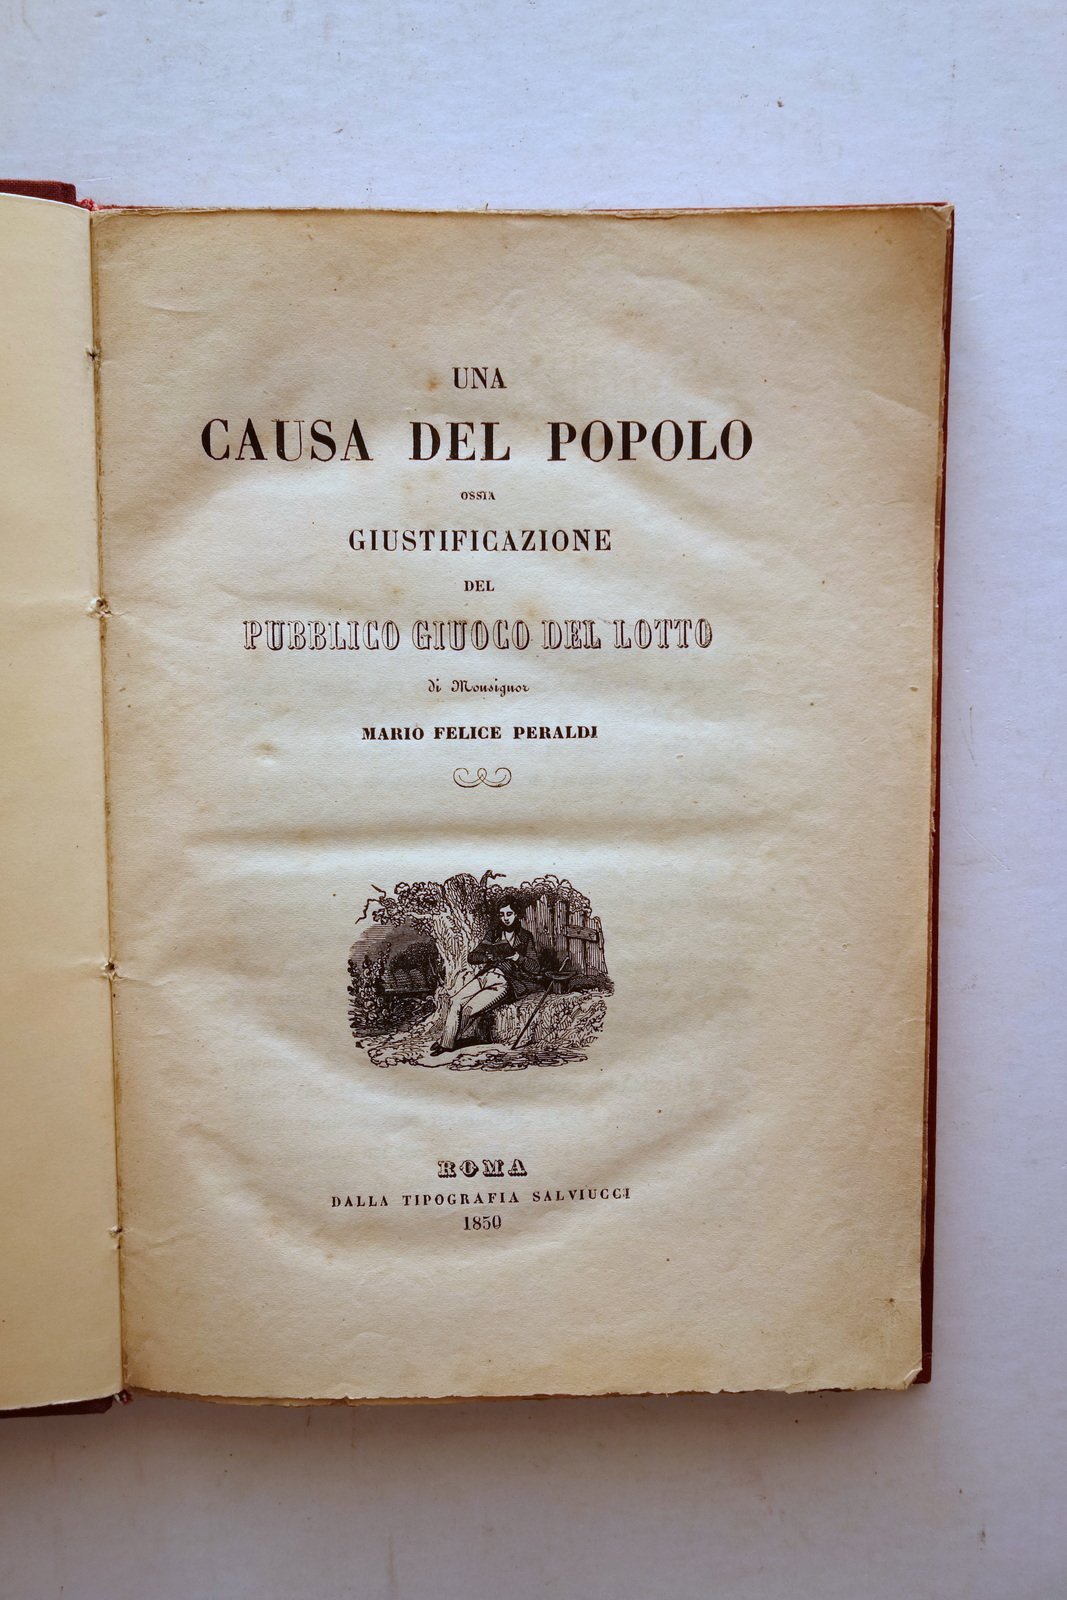 UNA
CAUSA DEL POPOLO
OSSIA
GIUSTIFICAZIONE
DEL
PUBBLICO GIUOCO DEL LOTTO
di Monsignor
MARIO FELICE PERALDI
ROMA
DALLA TIPOGRAFIA SALVIUCCI
1850